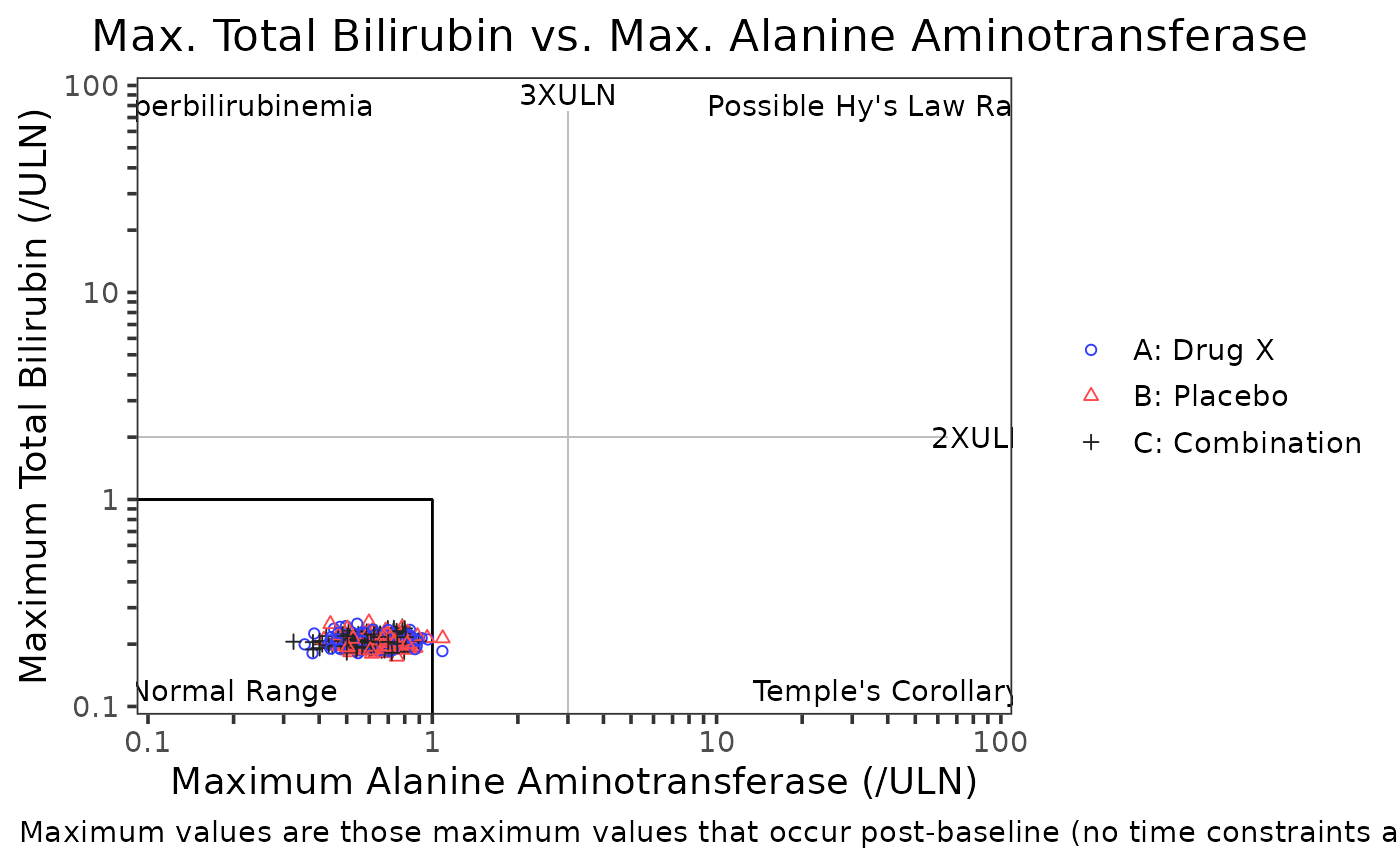 Max. Total Bilirubin vs. Max. Alanine Aminotransferase
100
10
1
0.1
Maximum Total Bilirubin (/ULN)
perbilirubinemia
3XULN
Possible Hy's Law Ra
2XUL
Normal Range
Temple's Corollary
0.1
1
10
100
Maximum Alanine Aminotransferase (/ULN)
A: Drug X
B: Placebo
C: Combination
Maximum values are those maximum values that occur post-baseline (no time constraints a